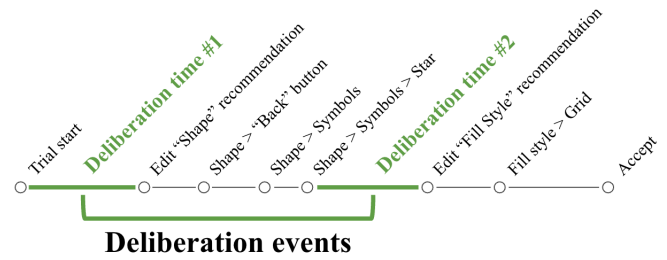 Trial start
Deliberation time #1
Edit “Shape” recommendation
Shape > “Back” button
Shape > Symbols
Shape > Symbols > Star
Deliberation time #2
Edit “Fill Style” recommendation
Fill style > Grid
Accept
Deliberation events